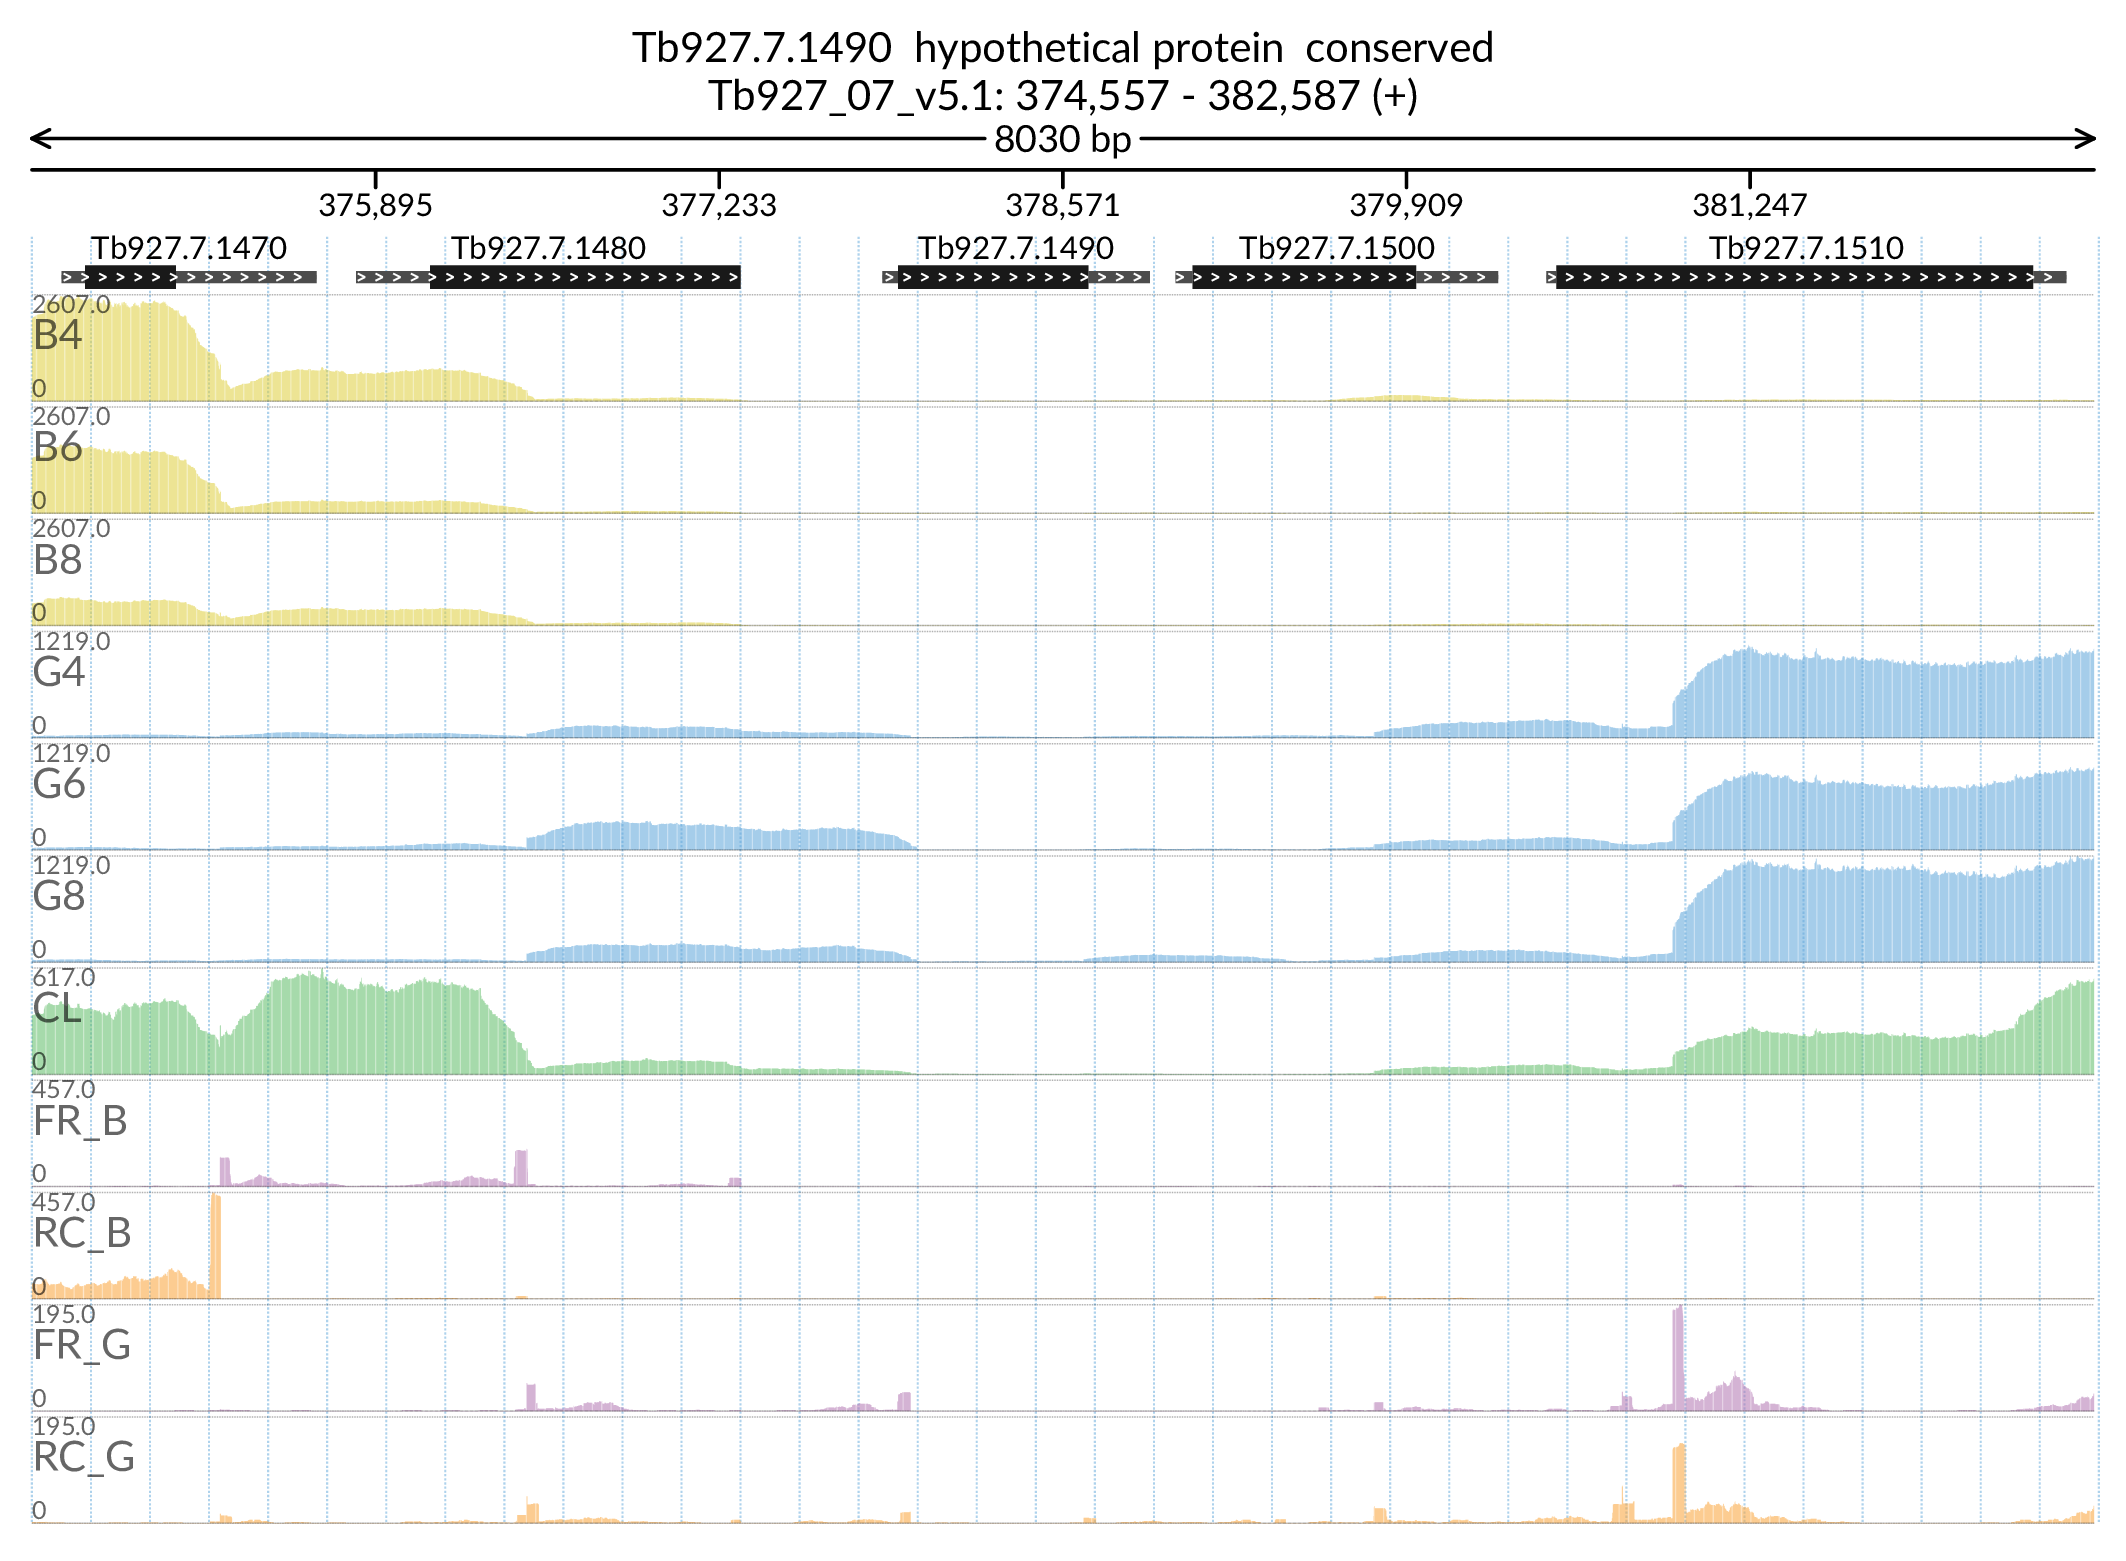 Tb927.7.1490  hypothetical protein  conserved
Tb927_07_v5.1: 374,557 - 382,587 (+)
8030 bp
375,895 377,233 378,571 379,909 381,247
Tb927.7.1470 Tb927.7.1480 Tb927.7.1490 Tb927.7.1500 Tb927.7.1510
2607.0
B4
0
2607.0
B6
0
2607.0
B8
0
1219.0
G4
0
1219.0
G6
0
1219.0
G8
0
617.0
CL
0
457.0
FR_B
0
457.0
RC_B
0
195.0
FR_G
0
195.0
RC_G
0